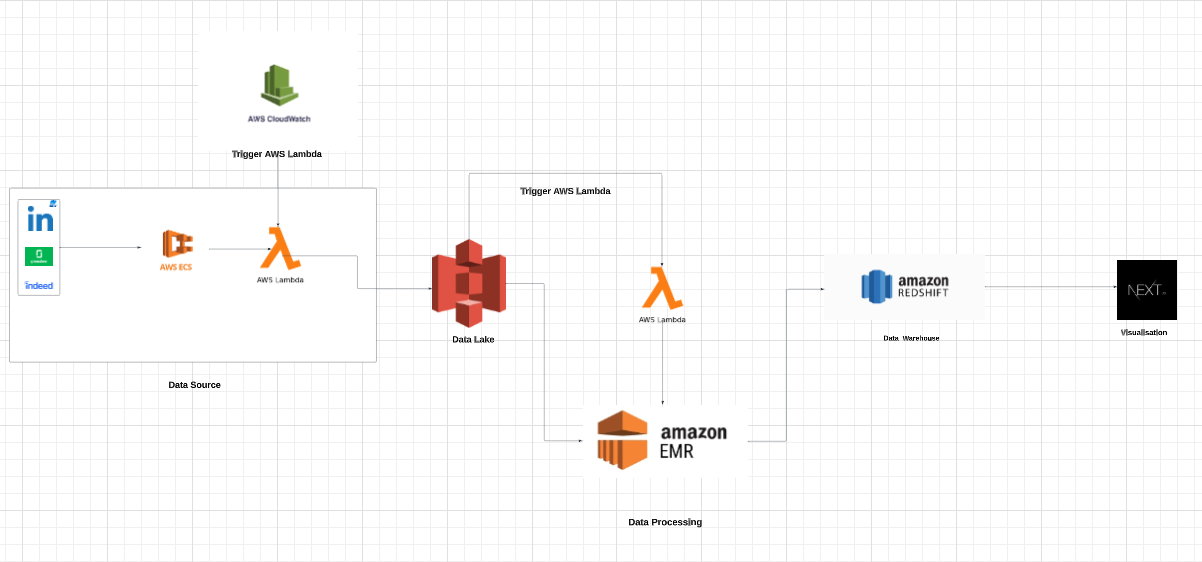 AWS CloudWatch
Trigger AWS Lambda
in
indeed
AWS ECS
AWS Lambda
Data Source
Trigger AWS Lambda
Data Lake
AWS Lambda
amazon
EMR
Data Processing
amazon
REDSHIFT
Data Warehouse
NEXT
Visualisation